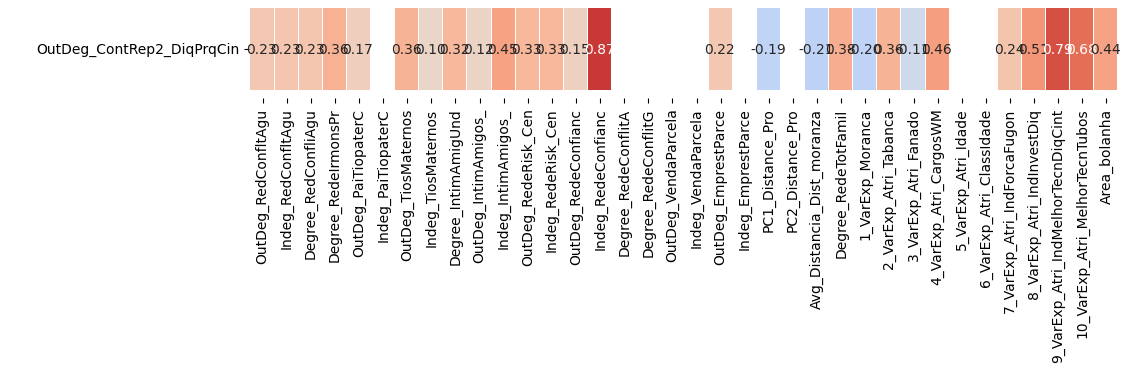 OutDeg_ContRep2_DiqPrqCin
0.23 0.23 0.23 0.36 0.17 0.36 0.10 0.32 0.12 0.45 0.33 0.33 0.15 0.87 0.22 -0.19 -0.21 0.38 -0.20 0.36 -0.11 0.46 0.24 0.51 0.79 0.68 0.44
OutDeg_RedConfltAgu
Indeg_RedConfltAgu
Degree_RedConfliAgu
Degree_RedeIrmonsPr
OutDeg_PaiTiopaterC
Indeg_PaiTiopaterC
OutDeg_TiosMaternos
Indeg_TiosMaternos
Degree_IntimAmigUnd
OutDeg_IntimAmigos_
Indeg_IntimAmigos_
OutDeg_RedeRisk_Cen
Indeg_RedeRisk_Cen
OutDeg_RedeConfianc
Indeg_RedeConfianc
Degree_RedeConflitA
Degree_RedeConflitG
OutDeg_VendaParcela
Indeg_VendaParcela
OutDeg_EmprestParce
Indeg_EmprestParce
PC1_Distance_Pro
PC2_Distance_Pro
Avg_Distancia_Dist_moranza
Degree_RedeTotFamil
1_VarExp_Moranca
2_VarExp_Atri_Tabanca
3_VarExp_Atri_Fanado
4_VarExp_Atri_CargosWM
5_VarExp_Atri_Idade
6_VarExp_Atri_ClassIdade
7_VarExp_Atri_IndForcaFugon
8_VarExp_Atri_IndInvestDiq
9_VarExp_Atri_IndMelhorTecnDiqCint
10_VarExp_Atri_MelhorTecnTubos
Area_bolanha